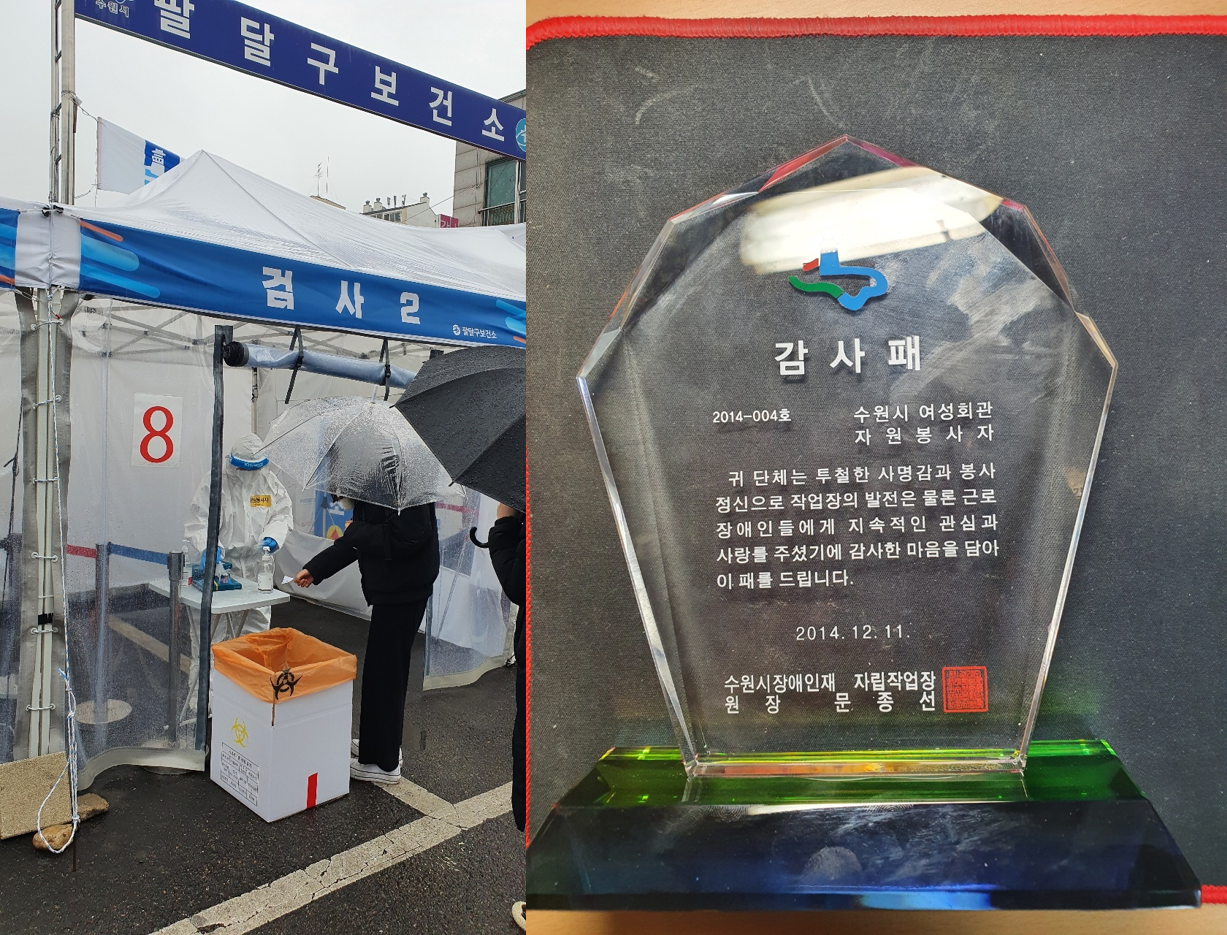 수원시
팔달구보건소
검사2
팔달구보건소
8
감사패
2014-004호
수원시 여성회관
자원봉사자
귀 단체는 투철한 사명감과 봉사
정신으로 작업장의 발전은 물론 근로
장애인들에게 지속적인 관심과
사랑를 주셨기에 감사한 마음을 담아
이 패를 드립니다.
2014. 12. 11.
수원시장애인재 자립작업장
원장 문종선